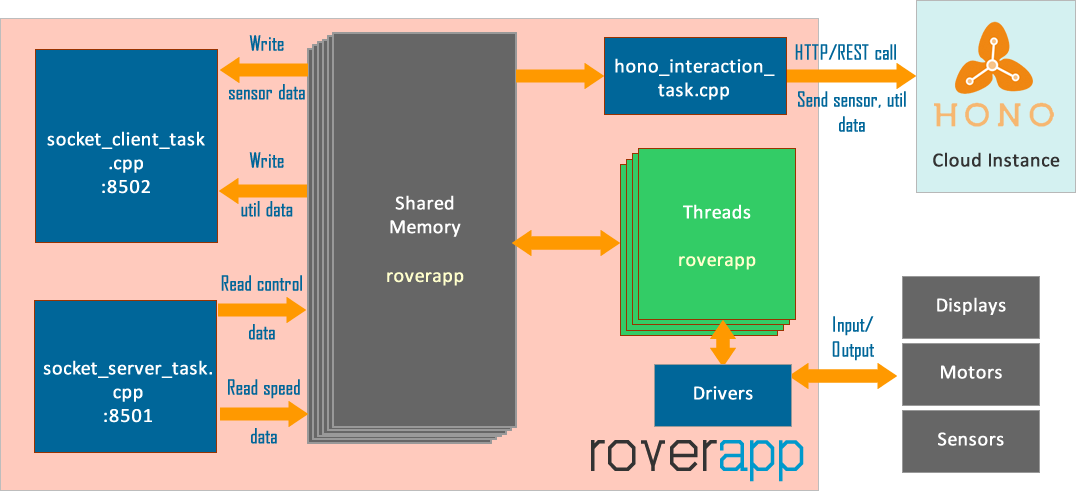 Write
sensor data
socket_client_task
.cpp
:8502
Write
util data
Read control
data
socket_server_task.
cpp
:8501
Read speed
data
Shared
Memory
roverapp
hono_interaction_
task.cpp
HTTP/REST call
Send sensor, util
data
HONO
Cloud Instance
Threads
roverapp
Input/
Output
Drivers
Displays
Motors
Sensors
roverapp